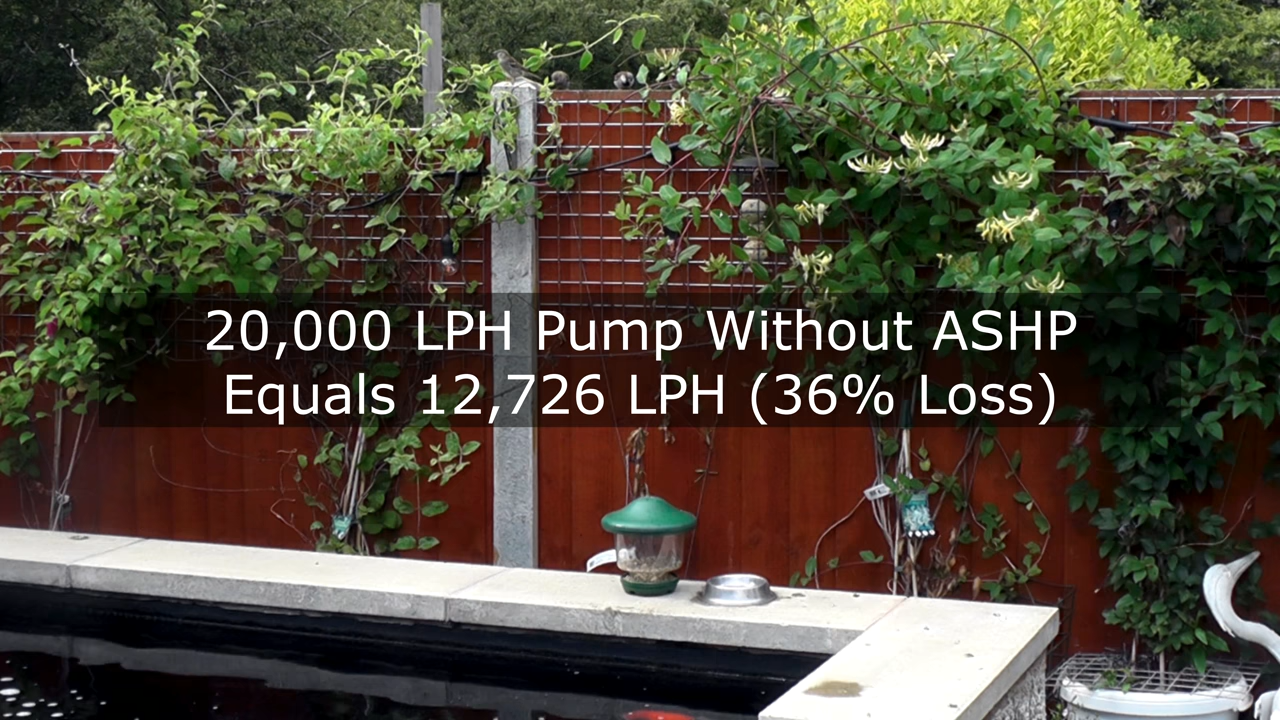 20,000 LPH Pump Without ASHP
Equals 12,726 LPH (36% Loss)